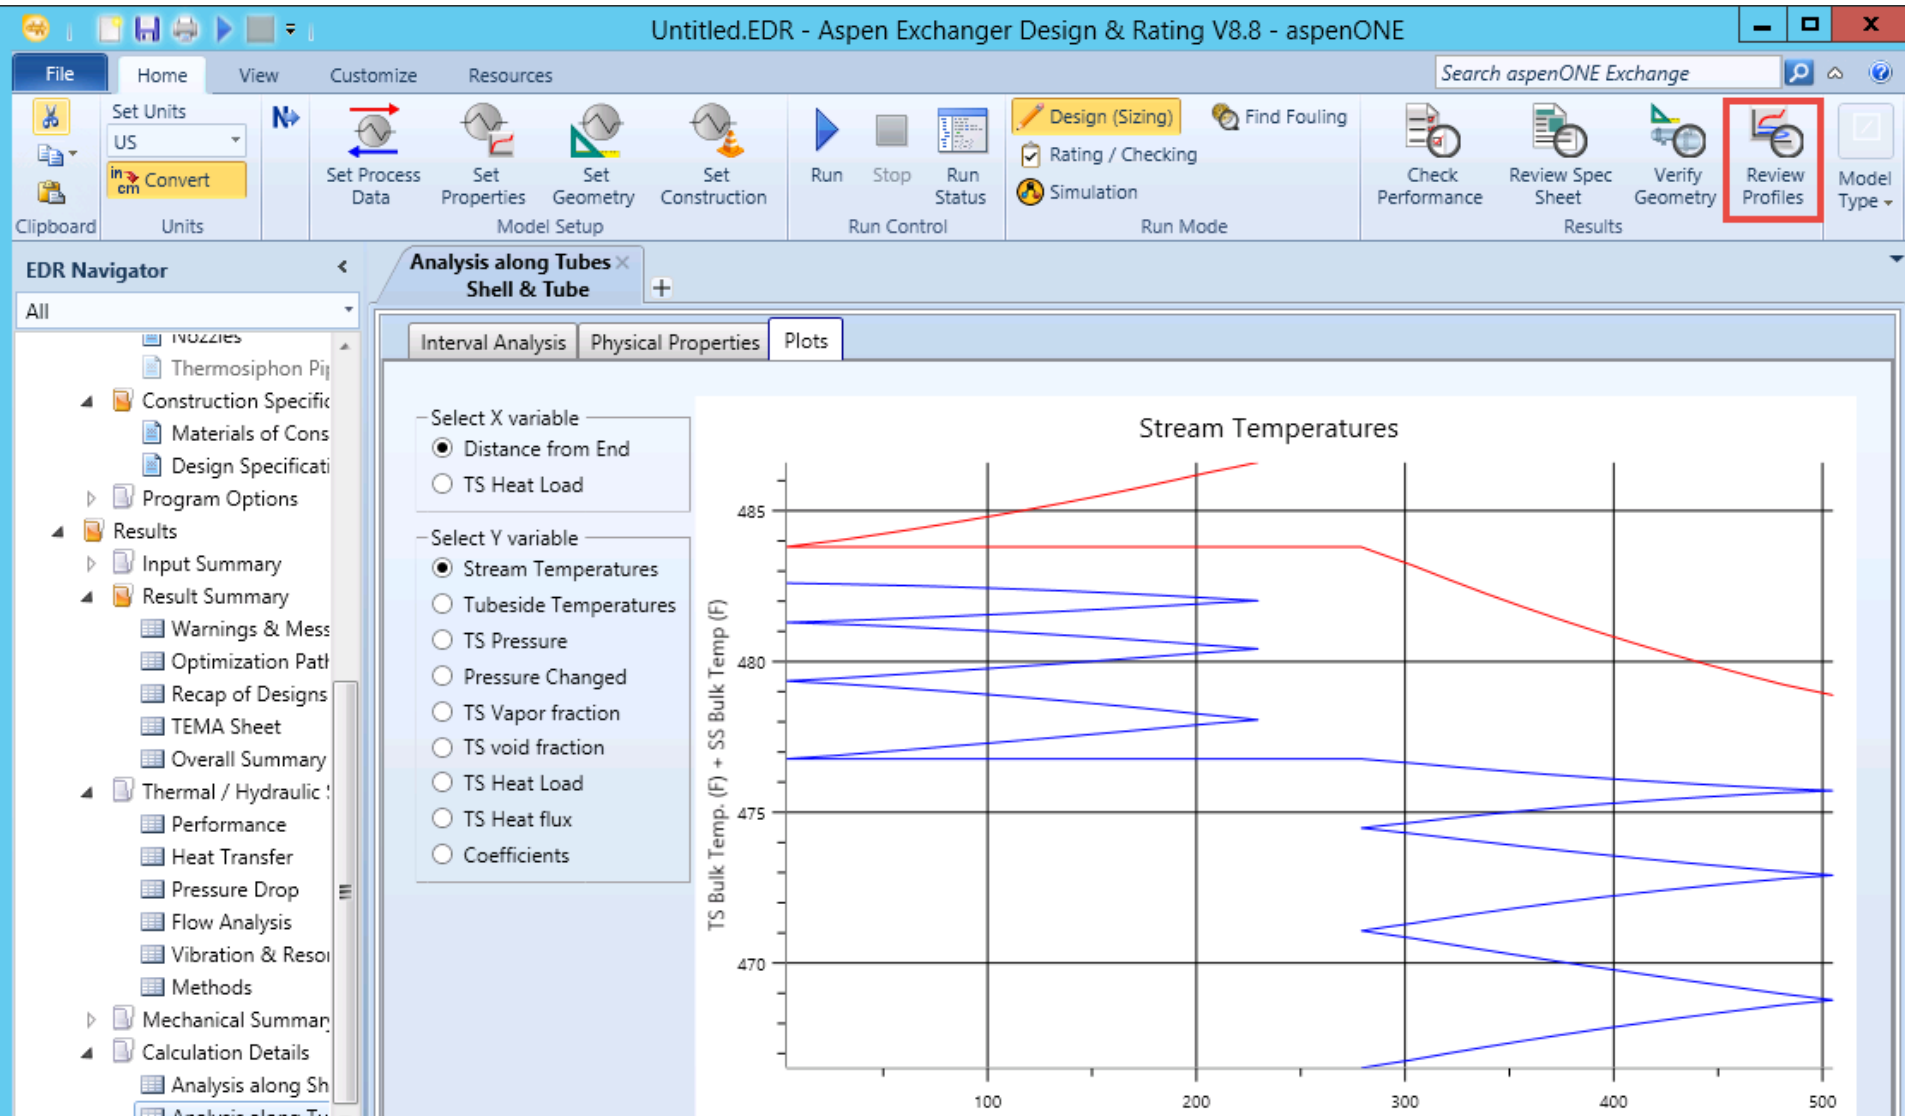 Untitled.EDR - Aspen Exchanger Design & Rating V8.8 - aspenONE
File
Home
View
Customize
Resources
Search aspenONE Exchange
Set Units
US
Convert
Clipboard
Units
Set Process
Data
Set
Properties
Set
Geometry
Set
Construction
Model Setup
Run
Stop
Run
Status
Run Control
Design (Sizing)
Rating / Checking
Simulation
Find Fouling
Run Mode
Check
Performance
Review Spec
Sheet
Verify
Geometry
Review
Profiles
Results
Model
Type
EDR Navigator
All
Nozzles
Thermosiphon Pip
Construction Specific
Materials of Cons
Design Specificati
Program Options
Results
Input Summary
Result Summary
Warnings & Mess
Optimization Path
Recap of Designs
TEMA Sheet
Overall Summary
Thermal / Hydraulic S
Performance
Heat Transfer
Pressure Drop
Flow Analysis
Vibration & Reso
Methods
Mechanical Summar
Calculation Details
Analysis along Sh
Analysis along Tu
Analysis along Tubes
Shell & Tube
Interval Analysis
Physical Properties
Plots
Select X variable
Distance from End
TS Heat Load
Select Y variable
Stream Temperatures
Tubeside Temperatures
TS Pressure
Pressure Changed
TS Vapor fraction
TS void fraction
TS Heat Load
TS Heat flux
Coefficients
Stream Temperatures
TS Bulk Temp. (F) + SS Bulk Temp (F)
485
480
475
470
100
200
300
400
500